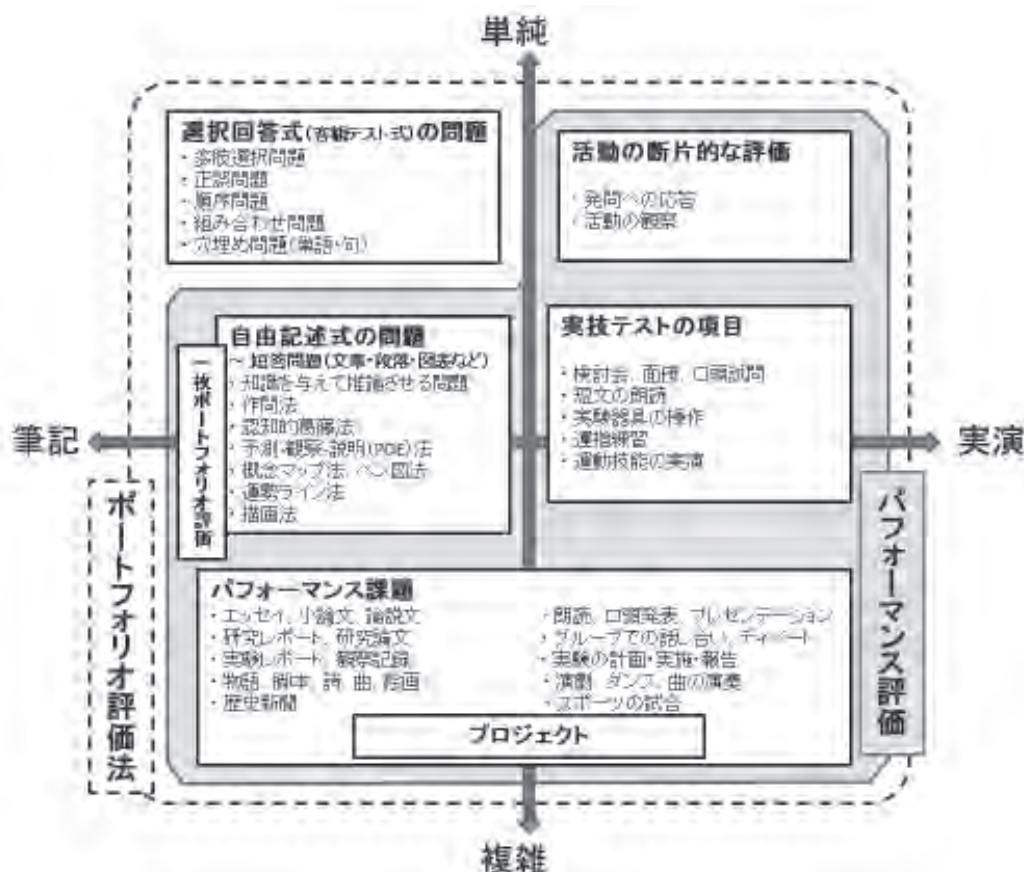 単純
選択回答式(客観テスト式)の問題
・多肢選択問題
・正誤問題
・順序問題
・組み合わせ問題
・穴埋め問題(単語・句)
活動の断片的な評価
・発問への応答
・活動の観察
自由記述式の問題
～短答問題(文章・段落・図表など)
・知識を与えて推論させる問題
・作問法
・認知的葛藤法
・予測-観察-説明(POE)法
・概念マップ法、ベン図法
・運勢ライン法
・描画法
一枚ポートフォリオ評価
実技テストの項目
・検討会、面接、口頭試問
・短文の朗読
・実験器具の操作
・運指練習
・運動技能の実演
筆記
実演
ポートフォリオ評価法
パフォーマンス評価
パフォーマンス課題
・エッセイ、小論文、論説文
・研究レポート、研究論文
・実験レポート、観察記録
・物語、脚本、詩、曲、絵画
・歴史新聞
・朗読、口頭発表、プレゼンテーション
・グループでの話し合い、ディベート
・実験の計画・実施・報告
・演劇、ダンス、曲の演奏
・スポーツの試合
プロジェクト
複雑